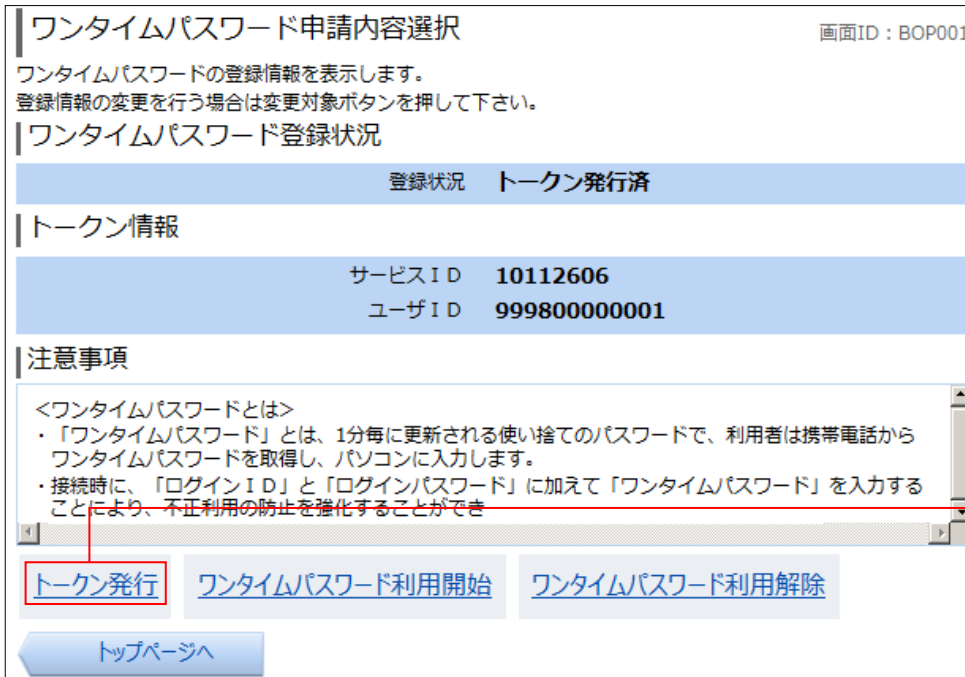 ワンタイムパスワード申請内容選択
画面ID：BOP001
ワンタイムパスワードの登録情報を表示します。
登録情報の変更を行う場合は変更対象ボタンを押して下さい。
ワンタイムパスワード登録状況
登録状況 トークン発行済
トークン情報
サービスＩＤ 10112606
ユーザＩＤ 999800000001
注意事項
＜ワンタイムパスワードとは＞
・「ワンタイムパスワード」とは、1分毎に更新される使い捨てのパスワードで、利用者は携帯電話から
ワンタイムパスワードを取得し、パソコンに入力します。
・接続時に、「ログインＩＤ」と「ログインパスワード」に加えて「ワンタイムパスワード」を入力する
ことにより、不正利用の防止を強化することができ
トークン発行 ワンタイムパスワード利用開始 ワンタイムパスワード利用解除
トップページへ